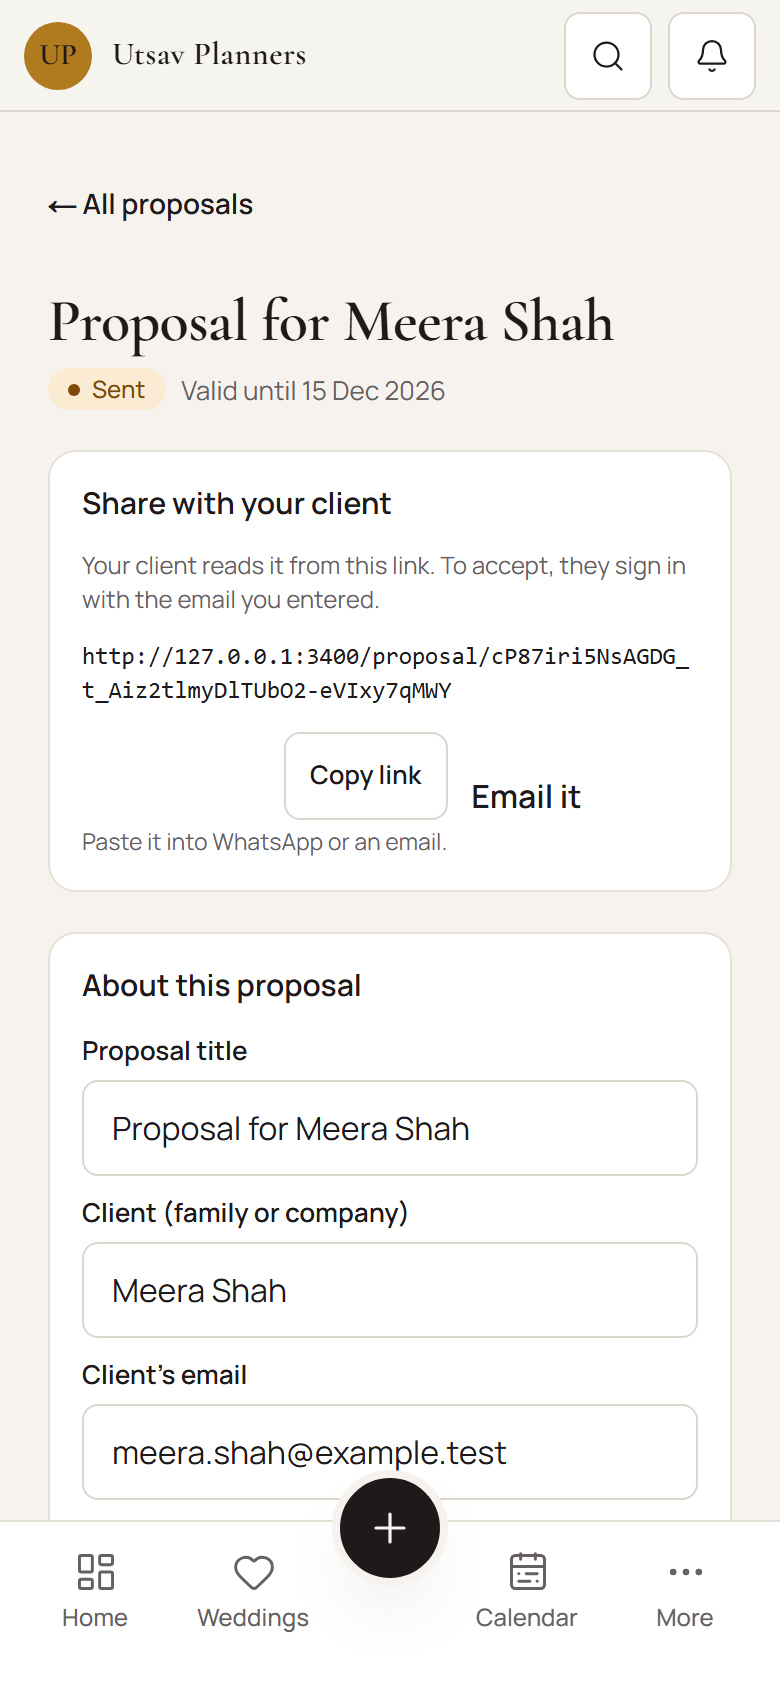 UP Utsav Planners
← All proposals
Proposal for Meera Shah
Sent Valid until 15 Dec 2026
Share with your client
Your client reads it from this link. To accept, they sign in
with the email you entered.
http://127.0.0.1:3400/proposal/cP87iri5NsAGDG_
t_Aiz2tlmyDlTUbO2-eVIxy7qMWY
Copy link Email it
Paste it into WhatsApp or an email.
About this proposal
Proposal title
Proposal for Meera Shah
Client (family or company)
Meera Shah
Client’s email
meera.shah@example.test
Home Weddings Calendar More